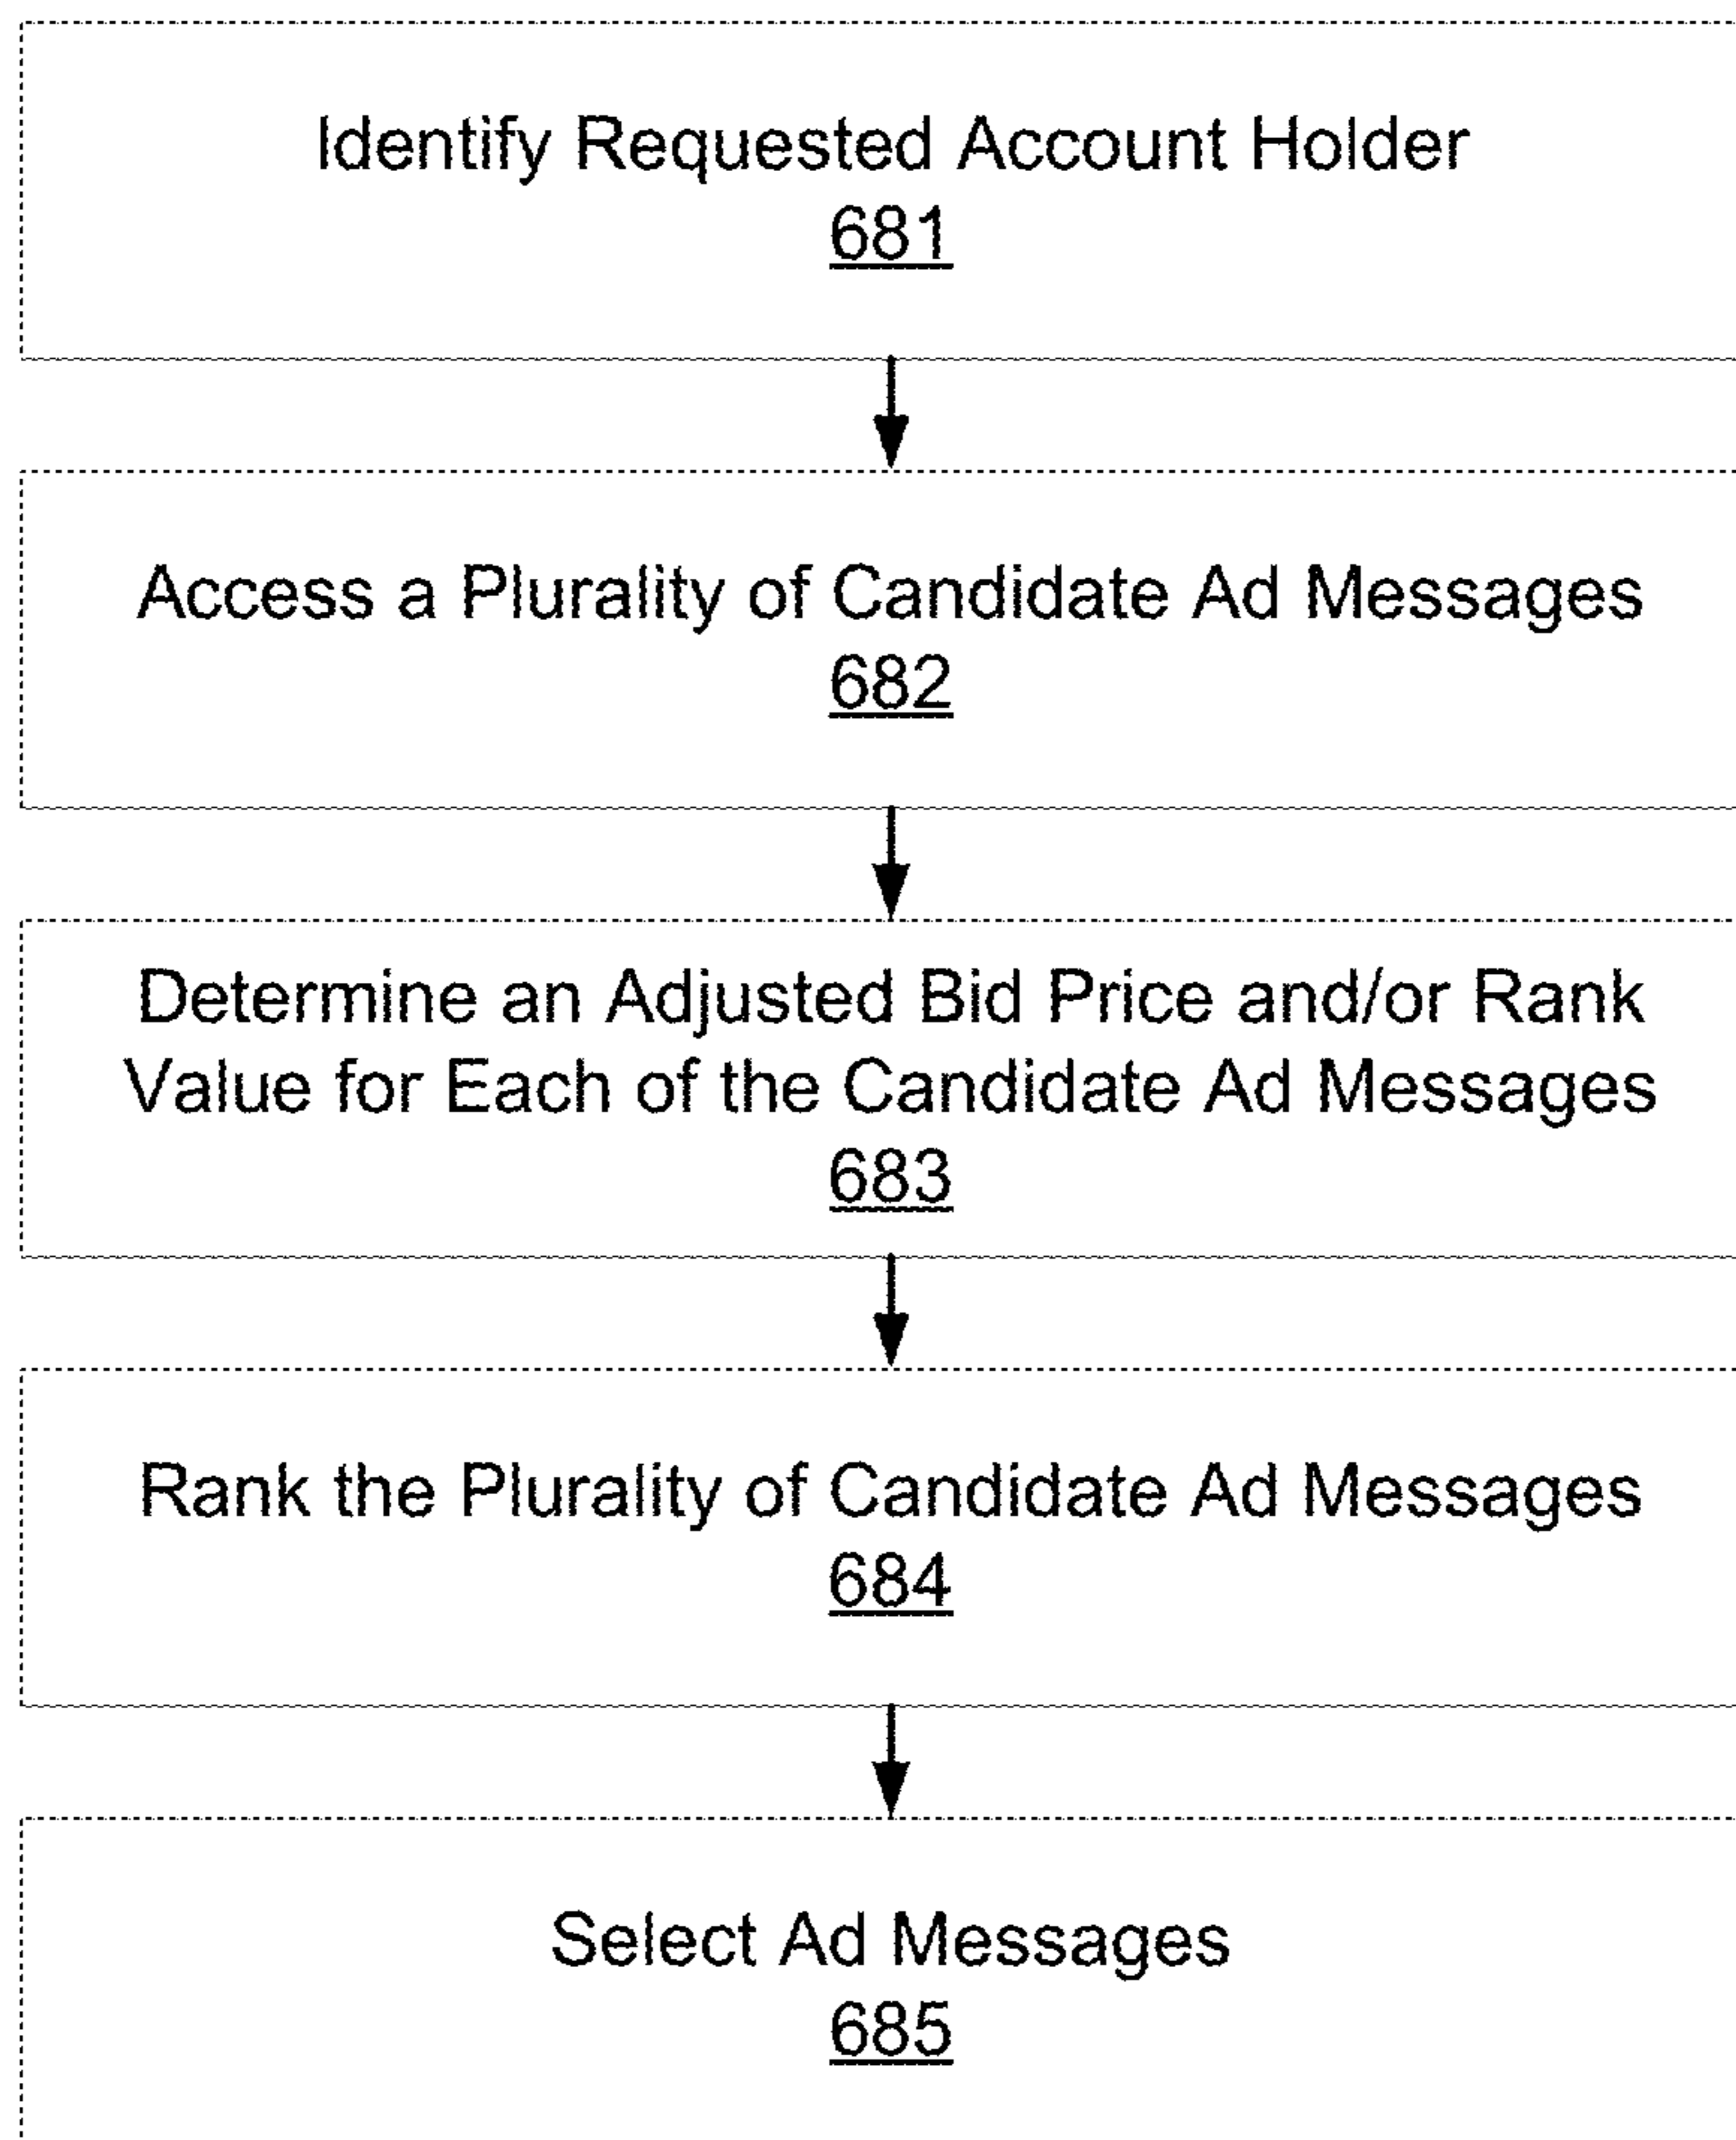 Identify Requested Account Holder
681
Access a Plurality of Candidate Ad Messages
682
Determine an Adjusted Bid Price and/or Rank
Value for Each of the Candidate Ad Messages
683
Rank the Plurality of Candidate Ad Messages
684
Select Ad Messages
685